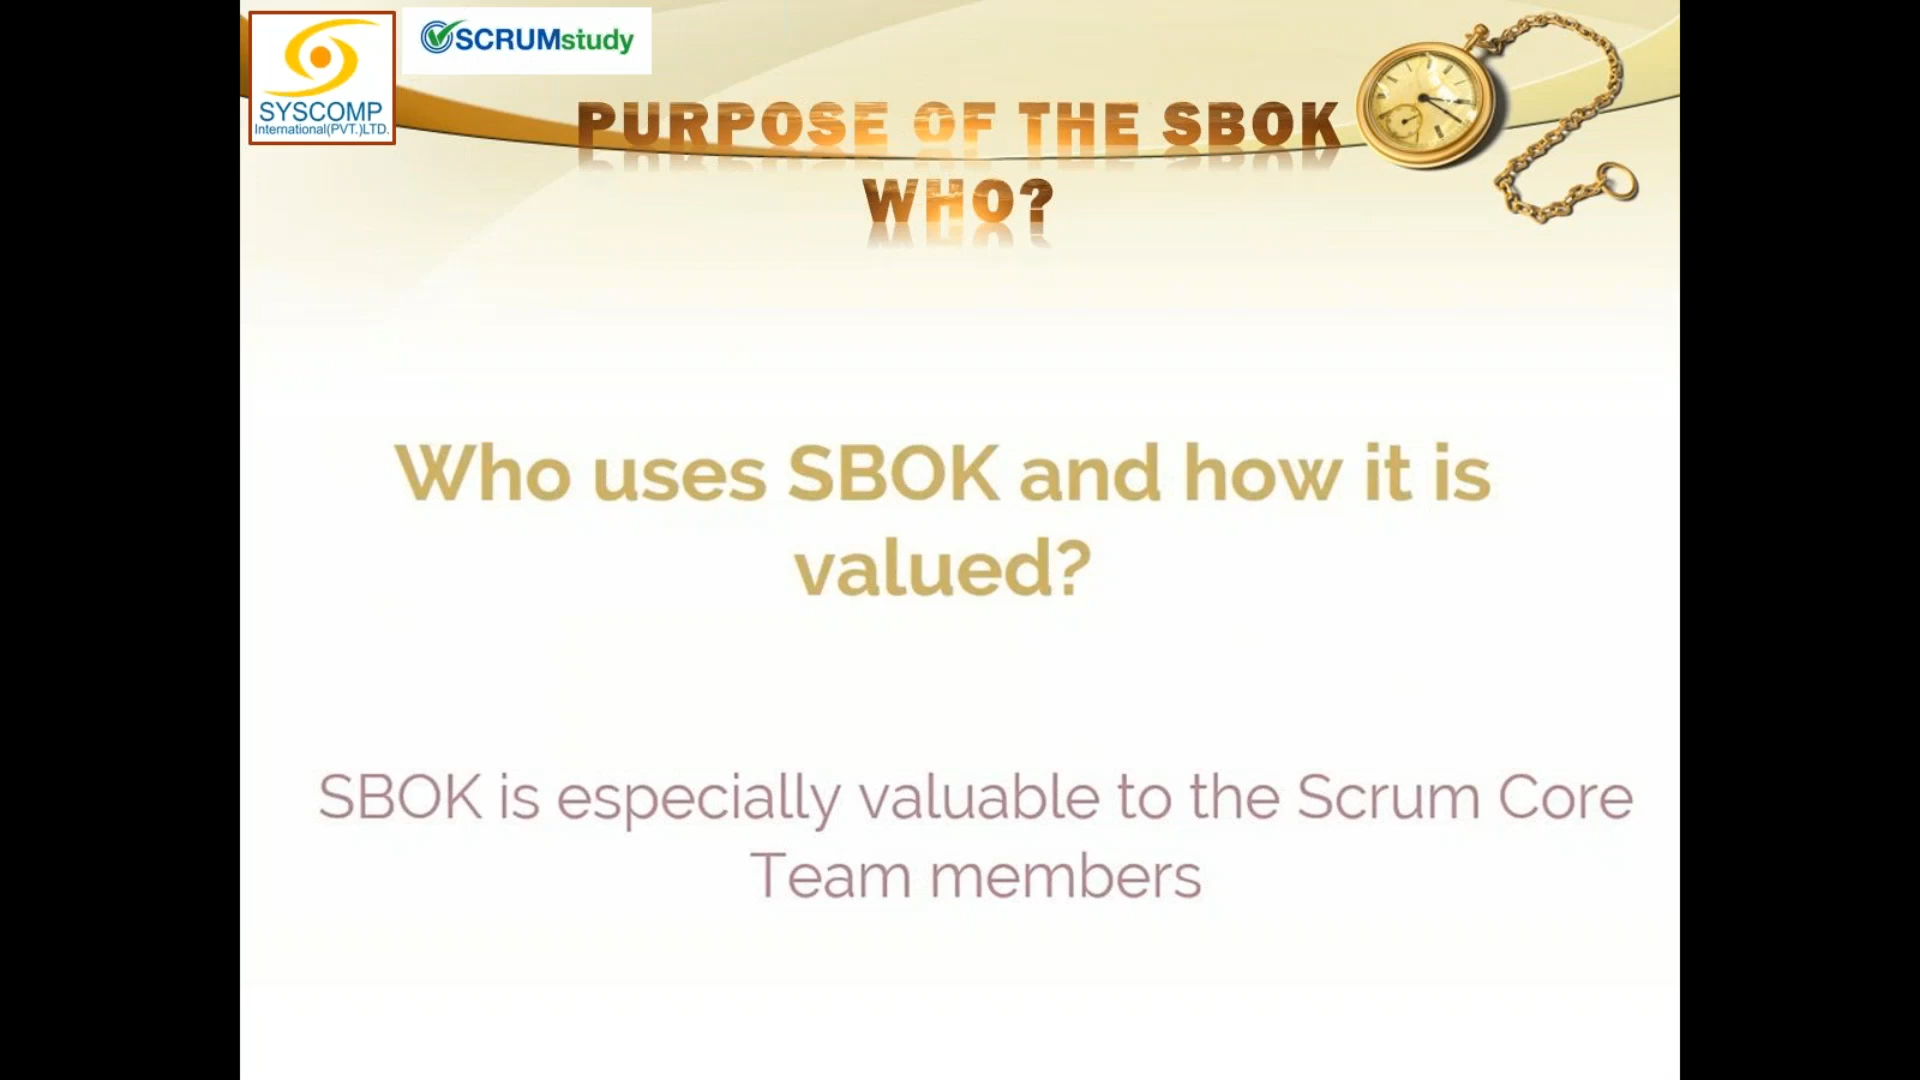 SYSCOMP
International(PVT.)LTD.
SCRUMstudy
PURPOSE OF THE SBOK
WHO?
Who uses SBOK and how it is
valued?
SBOK is especially valuable to the Scrum Core
Team members